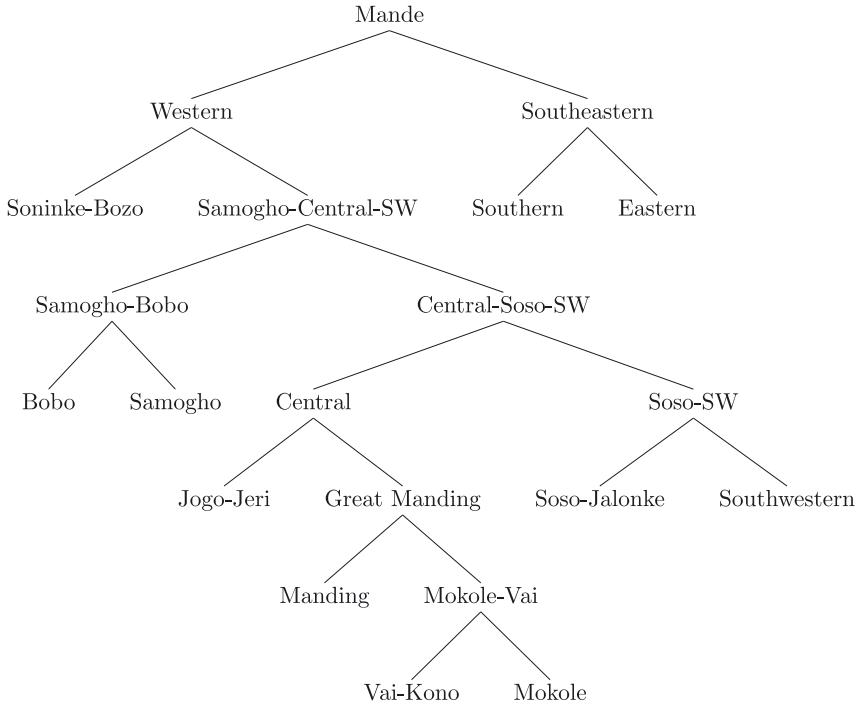 Mande
Western Southeastern
Soninke-Bozo Samogho-Central-SW Southern Eastern
Samogho-Bobo Central-Soso-SW
Bobo Samogho Central Soso-SW
Jogo-Jeri Great Manding Soso-Jalonke Southwestern
Manding Mokole-Vai
Vai-Kono Mokole